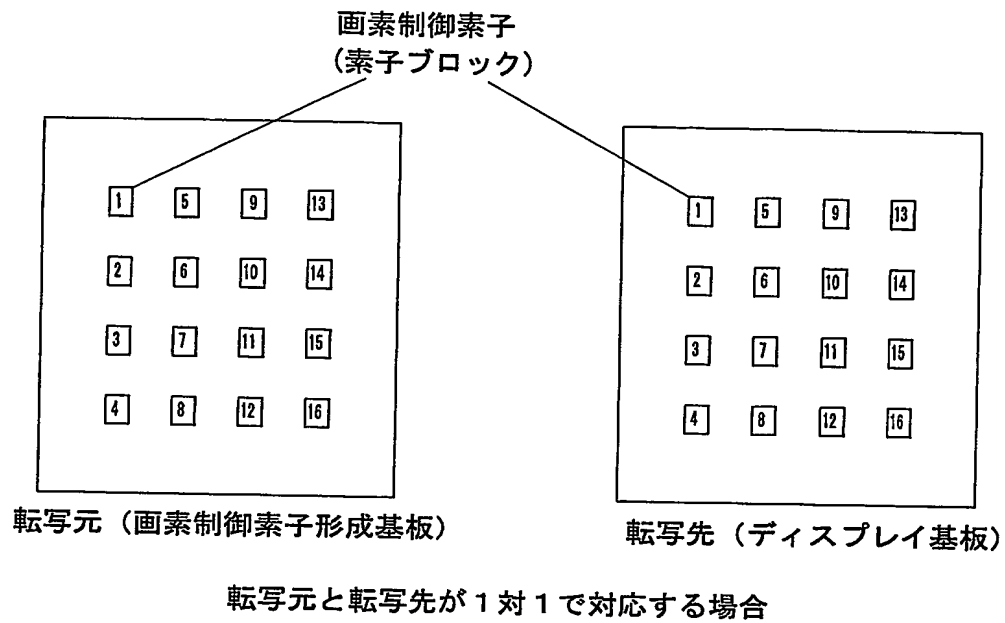 画素制御素子
(素子ブロック)
1 5 9 13
2 6 10 14
3 7 11 15
4 8 12 16
1 5 9 13
2 6 10 14
3 7 11 15
4 8 12 16
転写元(画素制御素子形成基板)
転写先(ディスプレイ基板)
転写元と転写先が1対1で対応する場合